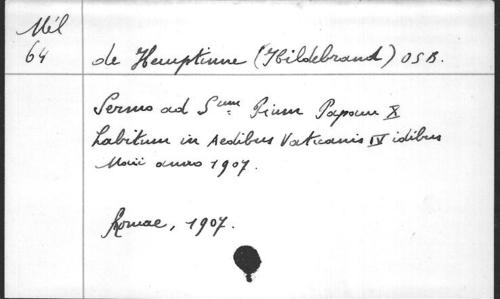 Mél
64
de Hemptinne (Hildebrand) OSB.
Sermo ad Sum Pium Papam X
habitum in Aedibus Vaticanis IV idibus
Maii anno 1907.
Romae, 1907.